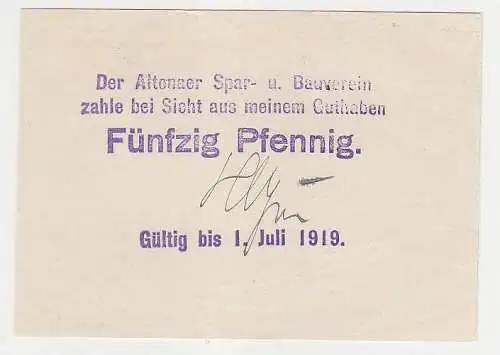 Der Altonaer Spar- u. Bauverein
zahle bei Sicht aus meinem Guthaben
Fünfzig Pfennig.
Gültig bis 1. Juli 1919.